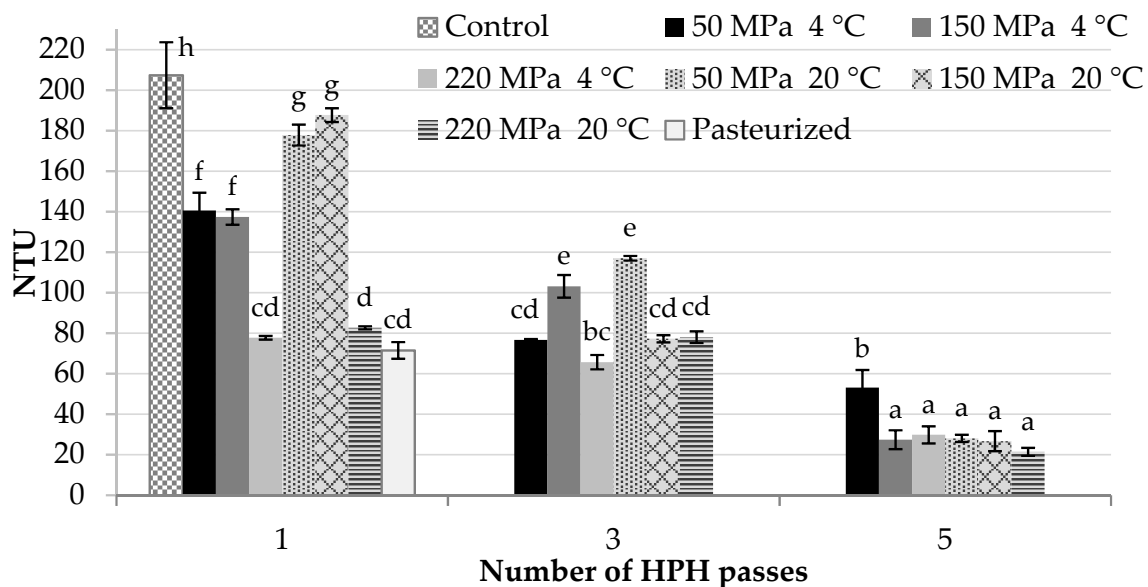 Control 50 MPa 4 °C 150 MPa 4 °C
220 MPa 4 °C 50 MPa 20 °C 150 MPa 20 °C
220 MPa 20 °C Pasteurized
NTU
220
200
180
160
140
120
100
80
60
40
20
0
h
f
f
cd
g
g
d
cd
cd
e
bc
e
cd
cd
b
a
a
a
a
a
1 3 5
Number of HPH passes